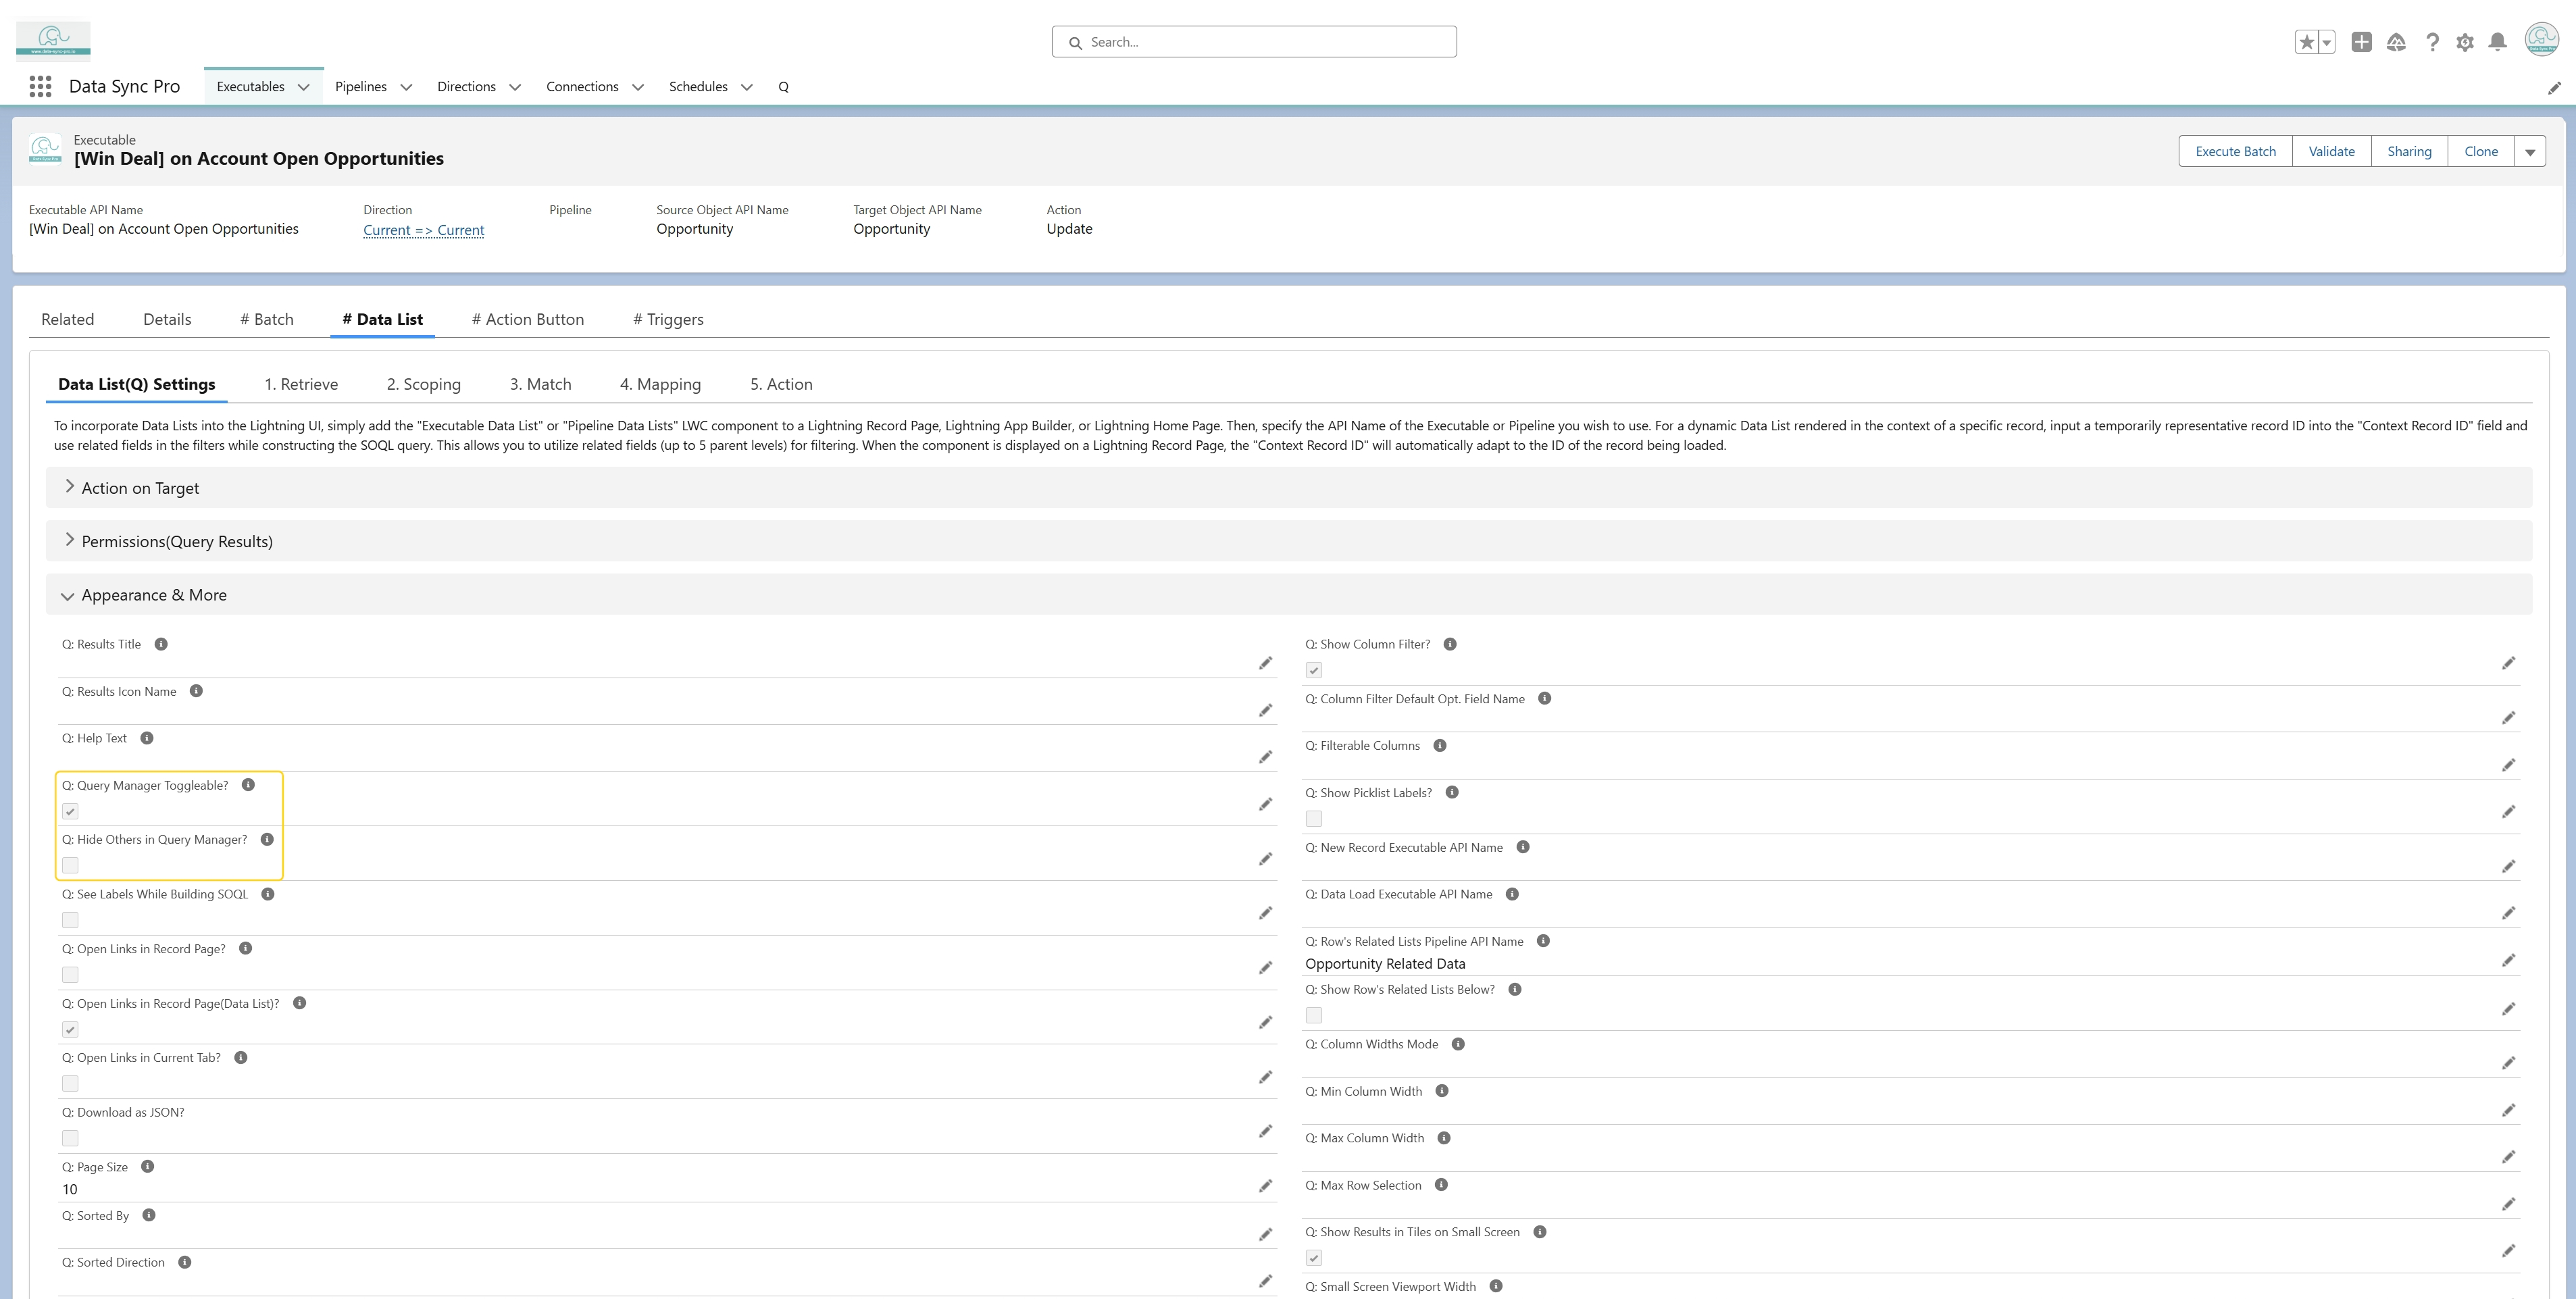 www.data-sync-pro.io
Search...
Data Sync Pro
Executables
Pipelines
Directions
Connections
Schedules
Q
Executable
[Win Deal] on Account Open Opportunities
Execute Batch
Validate
Sharing
Clone
Executable API Name
[Win Deal] on Account Open Opportunities
Direction
Current => Current
Pipeline
Source Object API Name
Opportunity
Target Object API Name
Opportunity
Action
Update
Related
Details
# Batch
# Data List
# Action Button
# Triggers
Data List(Q) Settings
1. Retrieve
2. Scoping
3. Match
4. Mapping
5. Action
To incorporate Data Lists into the Lightning UI, simply add the "Executable Data List" or "Pipeline Data Lists" LWC component to a Lightning Record Page, Lightning App Builder, or Lightning Home Page. Then, specify the API Name of the Executable or Pipeline you wish to use. For a dynamic Data List rendered in the context of a specific record, input a temporarily representative record ID into the "Context Record ID" field and
use related fields in the filters while constructing the SOQL query. This allows you to utilize related fields (up to 5 parent levels) for filtering. When the component is displayed on a Lightning Record Page, the "Context Record ID" will automatically adapt to the ID of the record being loaded.
Action on Target
Permissions(Query Results)
Appearance & More
Q: Results Title
Q: Results Icon Name
Q: Help Text
Q: Query Manager Toggleable?
Q: Hide Others in Query Manager?
Q: See Labels While Building SOQL
Q: Open Links in Record Page?
Q: Open Links in Record Page(Data List)?
Q: Open Links in Current Tab?
Q: Download as JSON?
Q: Page Size
10
Q: Sorted By
Q: Sorted Direction
Q: Show Column Filter?
Q: Column Filter Default Opt. Field Name
Q: Filterable Columns
Q: Show Picklist Labels?
Q: New Record Executable API Name
Q: Data Load Executable API Name
Q: Row's Related Lists Pipeline API Name
Opportunity Related Data
Q: Show Row's Related Lists Below?
Q: Column Widths Mode
Q: Min Column Width
Q: Max Column Width
Q: Max Row Selection
Q: Show Results in Tiles on Small Screen
Q: Small Screen Viewport Width